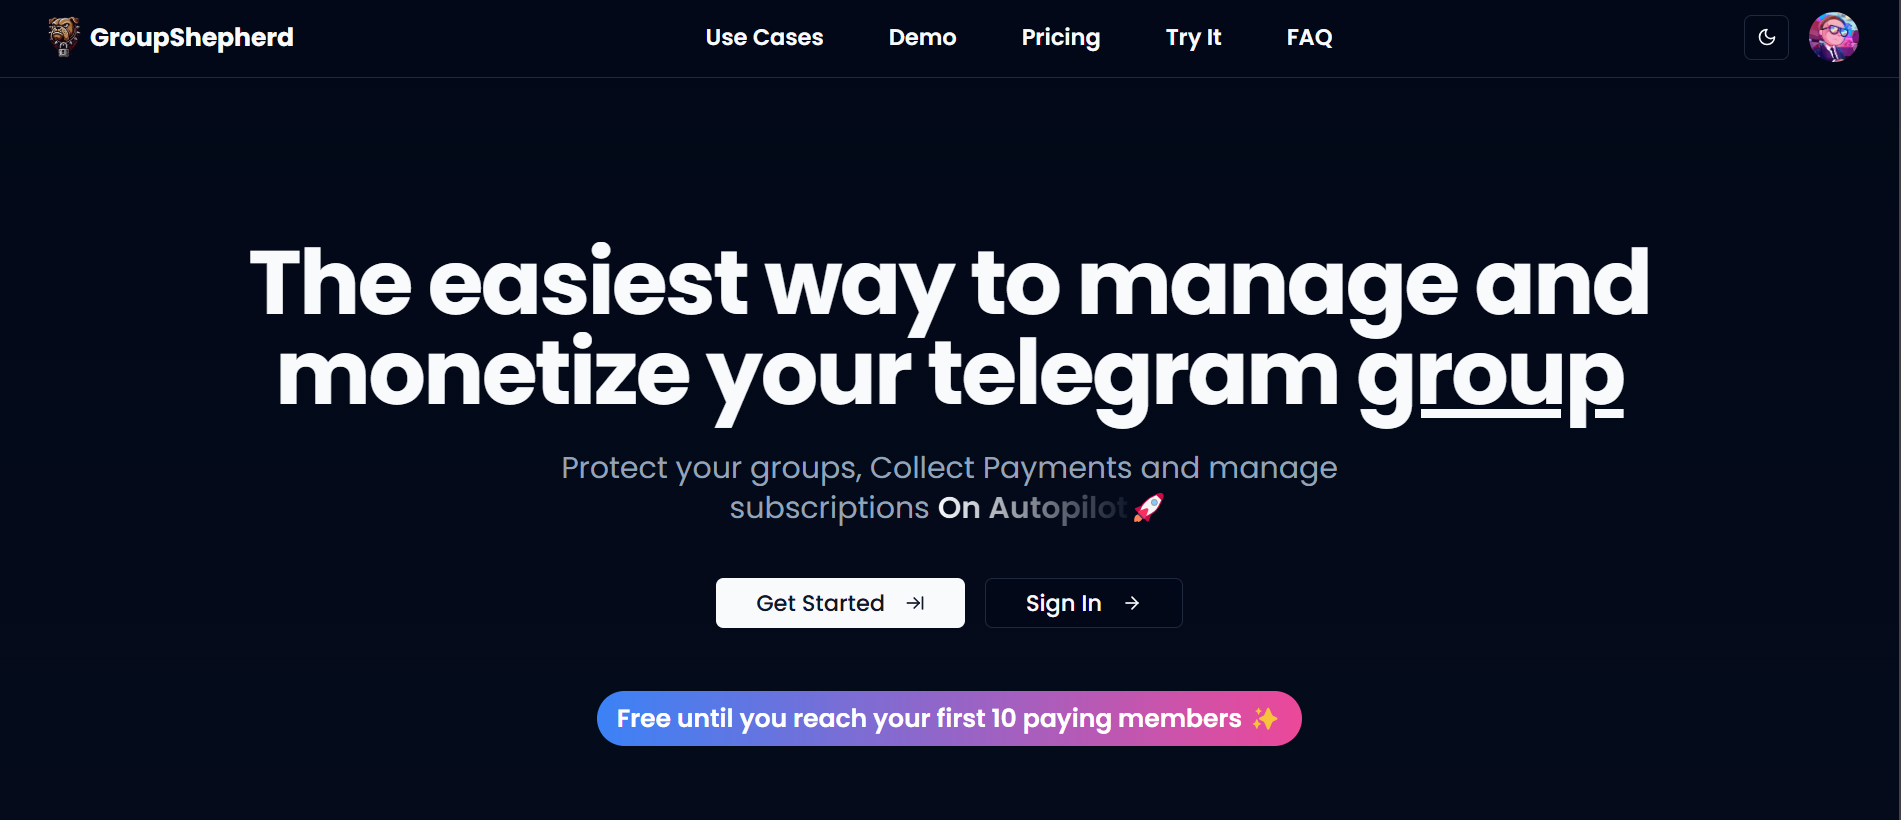 GroupShepherd
Use Cases
Demo
Pricing
Try It
FAQ
The easiest way to manage and
monetize your telegram group
Protect your groups, Collect Payments and manage
subscriptions On Autopilot 🚀
Get Started
Sign In
Free until you reach your first 10 paying members ✨